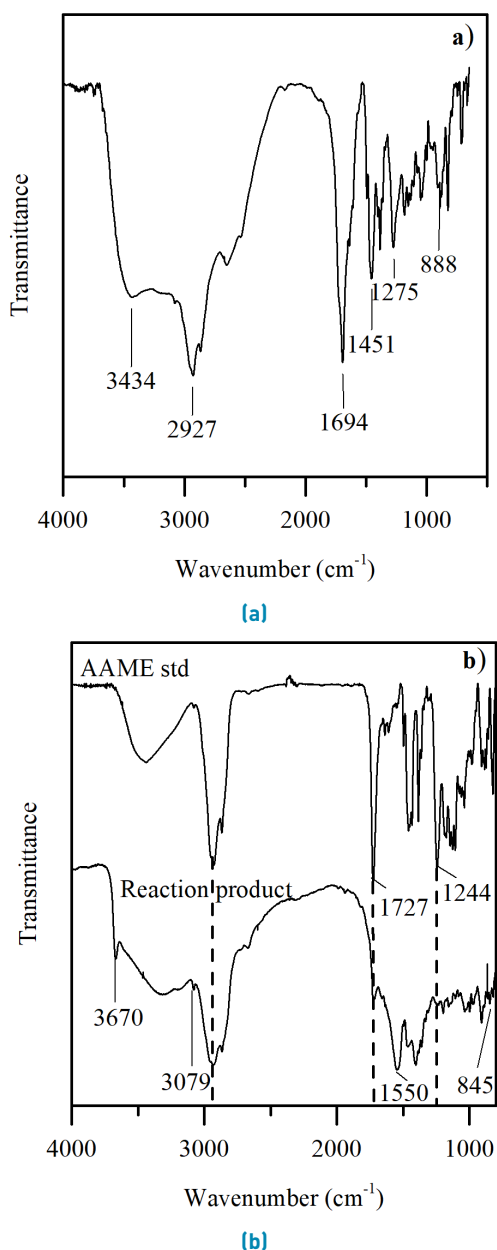 a)
Transmittance
3434
2927
1694
1451
1275
888
4000 3000 2000 1000
Wavenumber (cm-1)
(a)
b)
AAME std
Transmittance
Reaction product
1727
1244
3670
3079
1550
845
4000 3000 2000 1000
Wavenumber (cm-1)
(b)